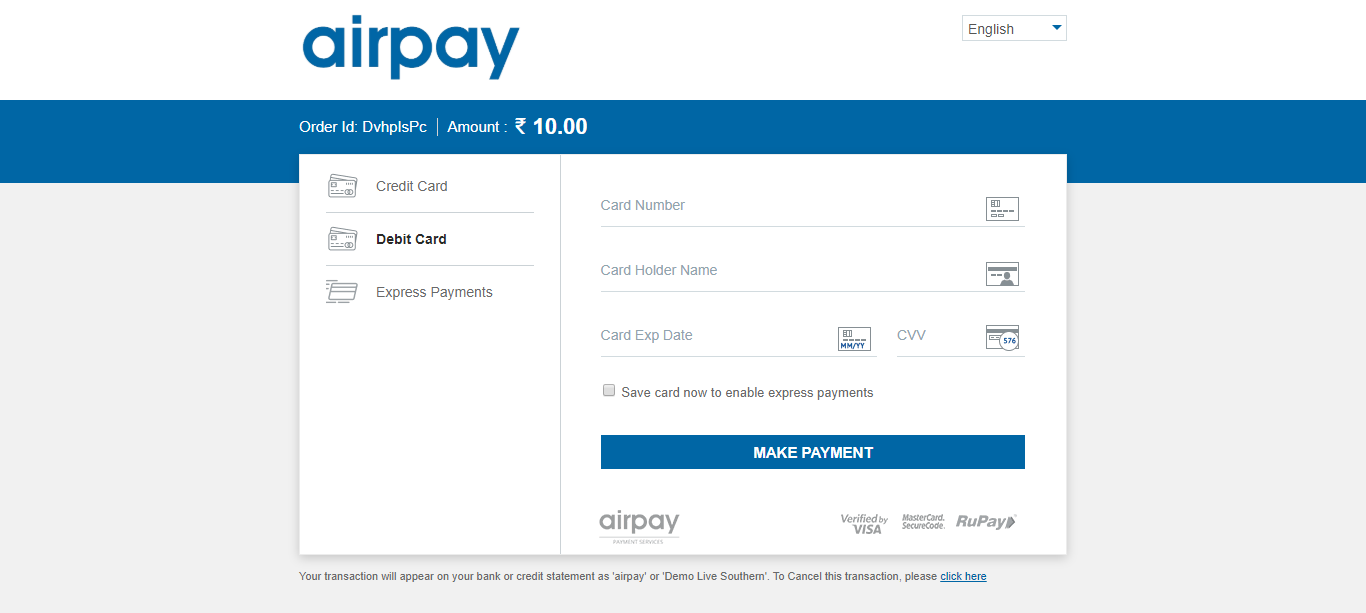 airpay
English
Order Id: DvhpIsPc | Amount : ₹ 10.00
Credit Card
Debit Card
Express Payments
Card Number
Card Holder Name
Card Exp Date
MM/YY
CVV
576
Save card now to enable express payments
MAKE PAYMENT
airpay
PAYMENT SERVICES
Verified by
VISA
MasterCard.
SecureCode.
RuPay
Your transaction will appear on your bank or credit statement as 'airpay' or 'Demo Live Southern'. To Cancel this transaction, please click here